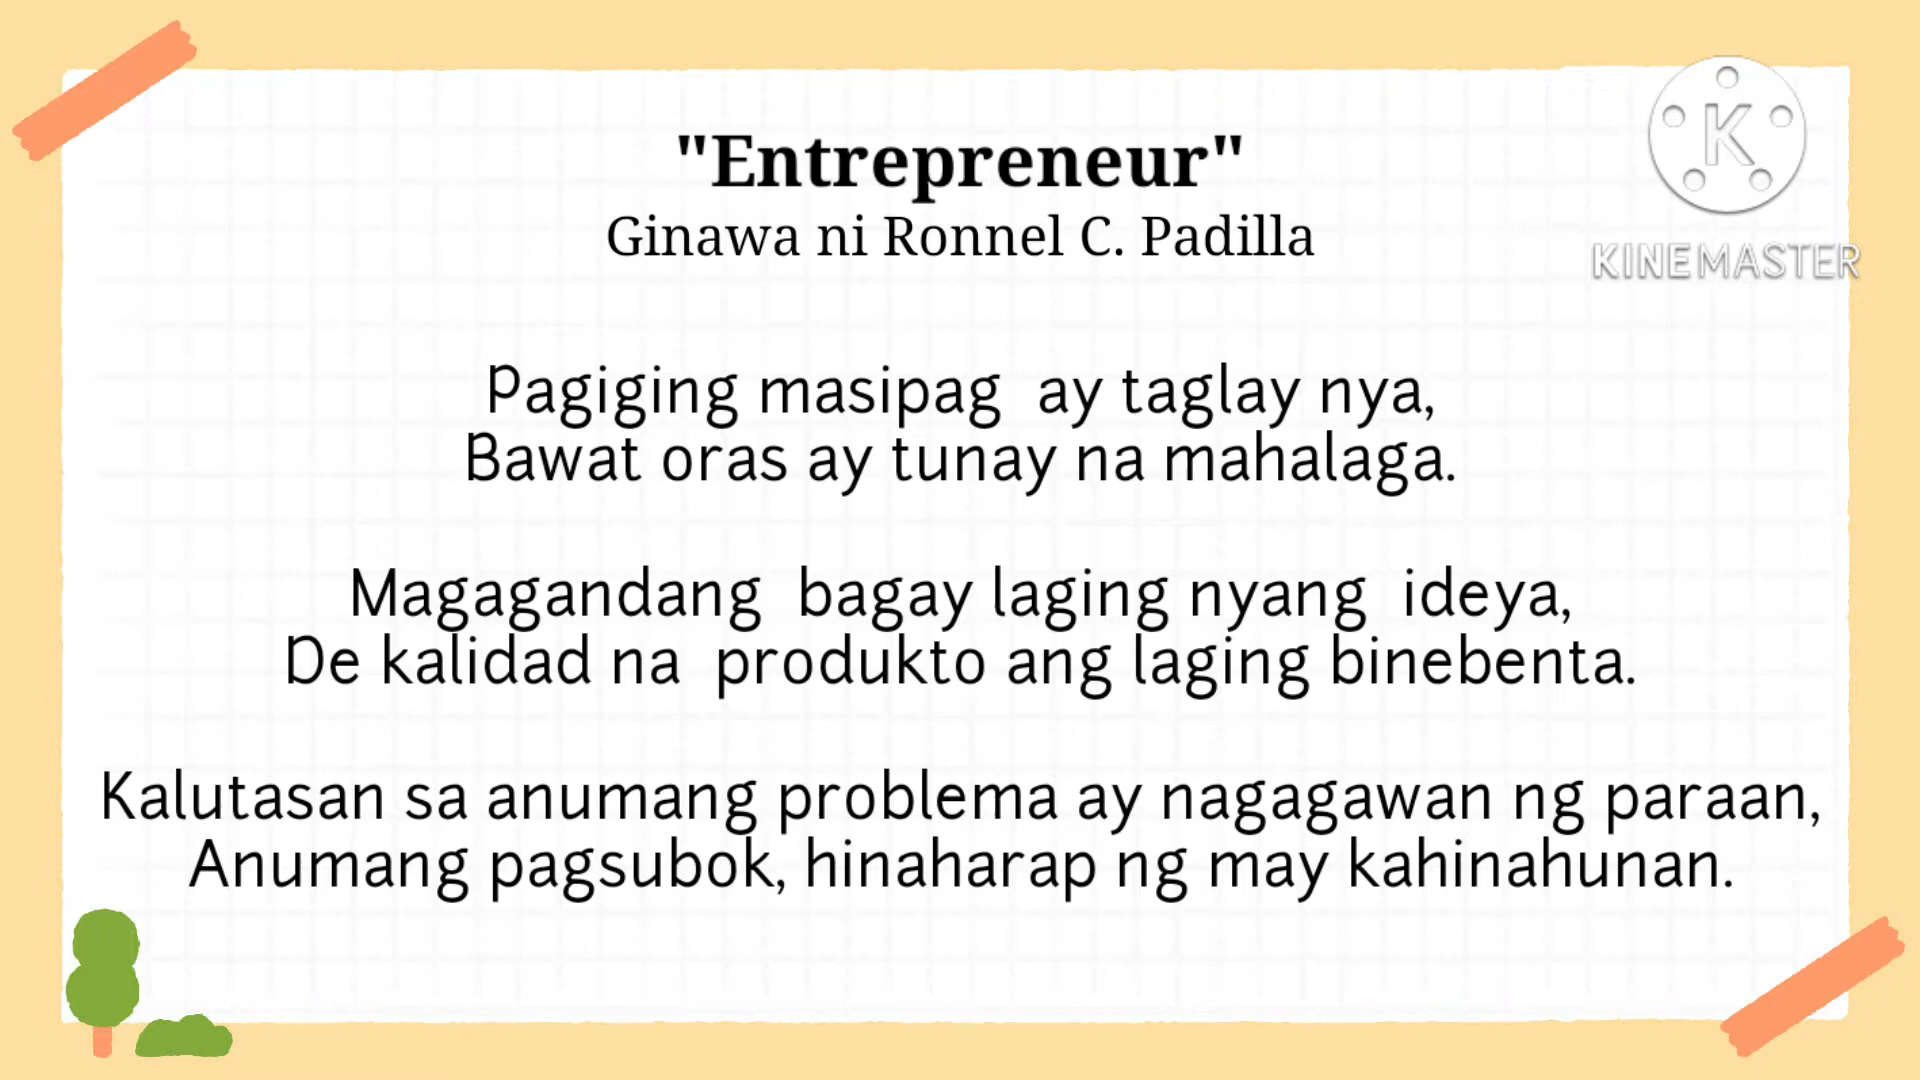 "Entrepreneur"
Ginawa ni Ronnel C. Padilla
K
KINEMASTER
Pagiging masipag ay taglay nya,
Bawat oras ay tunay na mahalaga.
Magagandang bagay laging nyang ideya,
De kalidad na produkto ang laging binebenta.
Kalutasan sa anumang problema ay nagagawan ng paraan,
Anumang pagsubok, hinaharap ng may kahinahunan.